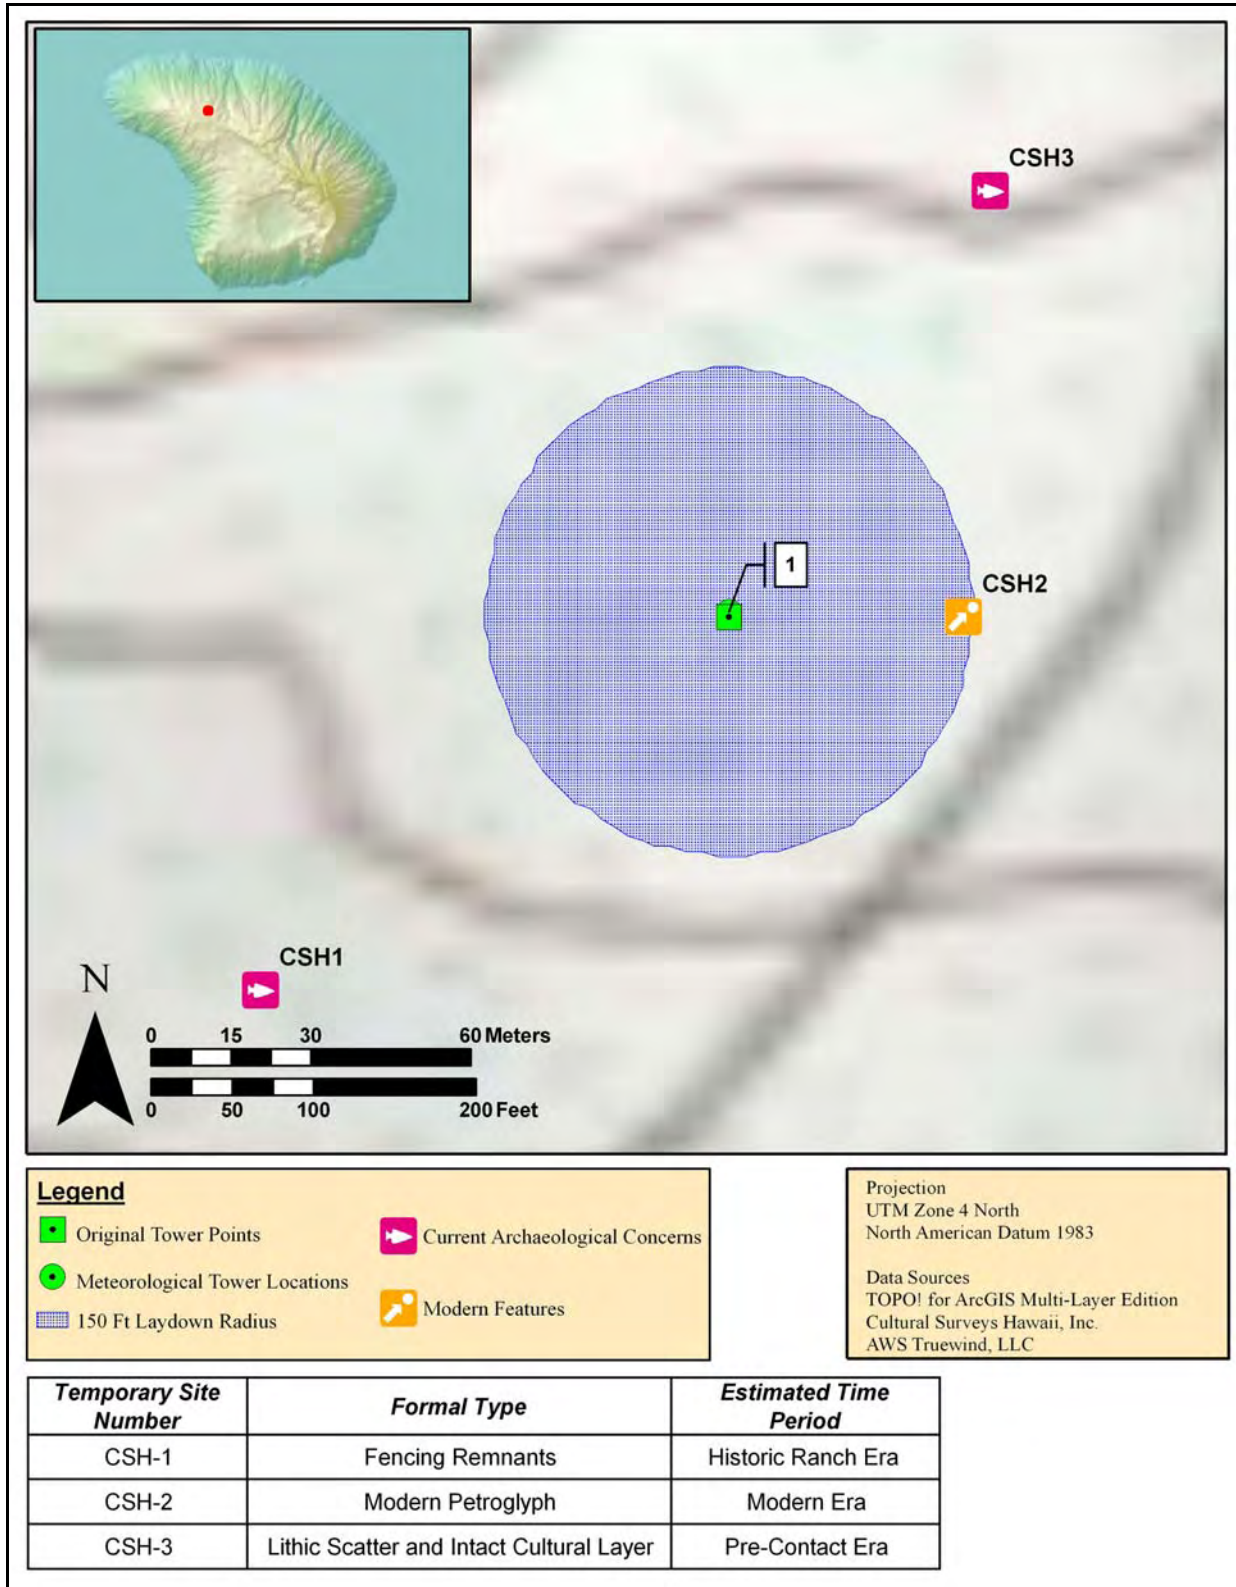 CSH3
1
CSH2
CSH1
N
0 15 30 60 Meters
0 50 100 200 Feet
Legend
Original Tower Points
Meteorological Tower Locations
150 Ft Laydown Radius
Current Archaeological Concerns
Modern Features
Projection
UTM Zone 4 North
North American Datum 1983
Data Sources
TOPO! for ArcGIS Multi-Layer Edition
Cultural Surveys Hawaii, Inc.
AWS Truewind, LLC
Temporary Site Number Formal Type Estimated Time Period
CSH-1 Fencing Remnants Historic Ranch Era
CSH-2 Modern Petroglyph Modern Era
CSH-3 Lithic Scatter and Intact Cultural Layer Pre-Contact Era